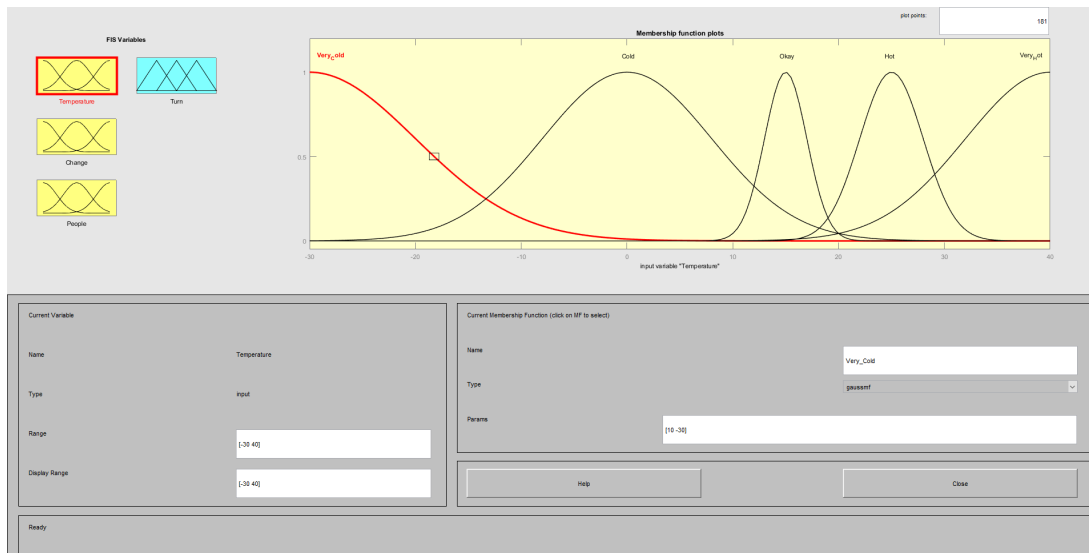 plot points:
181
FIS Variables
Membership function plots
Very_Cold
Cold
Okay
Hot
Very_Hot
Temperature
Turn
Change
People
1
0.5
0
-30
-20
-10
0
10
20
30
40
input variable "Temperature"
Current Variable
Name
Temperature
Type
input
Range
[-30 40]
Display Range
[-30 40]
Current Membership Function (click on MF to select)
Name
Very_Cold
Type
gaussmf
Params
[10 -30]
Help
Close
Ready